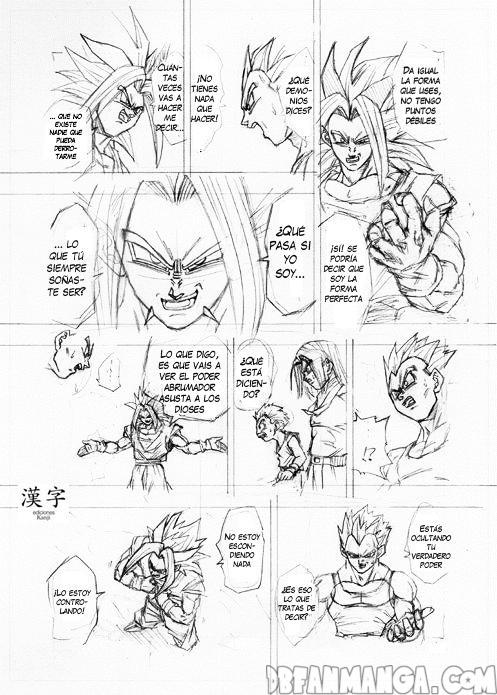 DA IGUAL
LA FORMA
QUE USES,
NO TENGO
PUNTOS
DÉBILES
¡SÍ! SE
PODRÍA
DECIR QUE
SOY LA
FORMA
PERFECTA
¿QUÉ
DEMO-
NIOS
DICES?
¡NO
TIENES
NADA
QUE
HACER!
CUÁN-
TAS
VECES
VAS A
HACER
ME
DECIR...
... QUE NO
EXISTE
NADIE QUE
PUEDA
DERRO-
TARME
¿QUÉ
PASA SI
YO
SOY...
... LO
QUE TÚ
SIEMPRE
SOÑAS-
TE SER?
!?
¿QUÉ
ESTÁ
DICIEN-
DO?
LO QUE DIGO,
ES QUE VAIS A
VER EL PODER
ABRUMADOR
ASUSTA A LOS
DIOSES
...
ESTÁS
OCULTANDO
TU
VERDADERO
PODER
¿ES ESO
LO QUE
TRATAS DE
DECIR?
NO ESTOY
ESCON-
DIENDO
NADA
¡LO ESTOY
CONTRO-
LANDO!
漢字
ediciones
Kanji
DBFANMANGA.COM